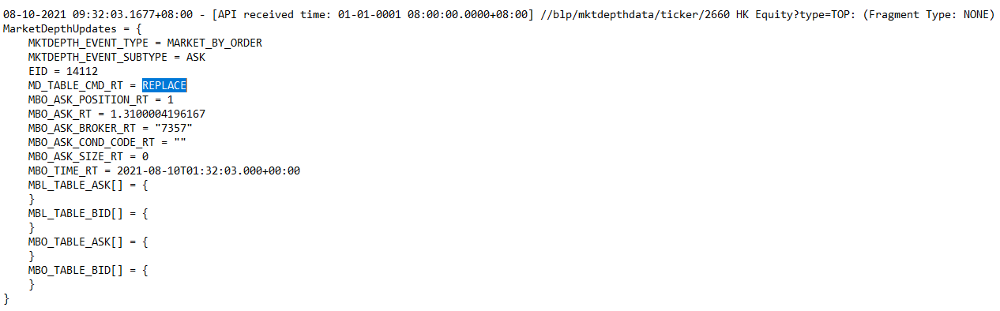 08-10-2021 09:32:03.1677+08:00 - [API received time: 01-01-0001 08:00:00.0000+08:00] //blp/mktdepthdata/ticker/2660 HK Equity?type=TOP: (Fragment Type: NONE)
MarketDepthUpdates = {
    MKTDEPTH_EVENT_TYPE = MARKET_BY_ORDER
    MKTDEPTH_EVENT_SUBTYPE = ASK
    EID = 14112
    MD_TABLE_CMD_RT = REPLACE
    MBO_ASK_POSITION_RT = 1
    MBO_ASK_RT = 1.3100004196167
    MBO_ASK_BROKER_RT = "7357"
    MBO_ASK_COND_CODE_RT = ""
    MBO_ASK_SIZE_RT = 0
    MBO_TIME_RT = 2021-08-10T01:32:03.000+00:00
    MBL_TABLE_ASK[] = {
    }
    MBL_TABLE_BID[] = {
    }
    MBO_TABLE_ASK[] = {
    }
    MBO_TABLE_BID[] = {
    }
}